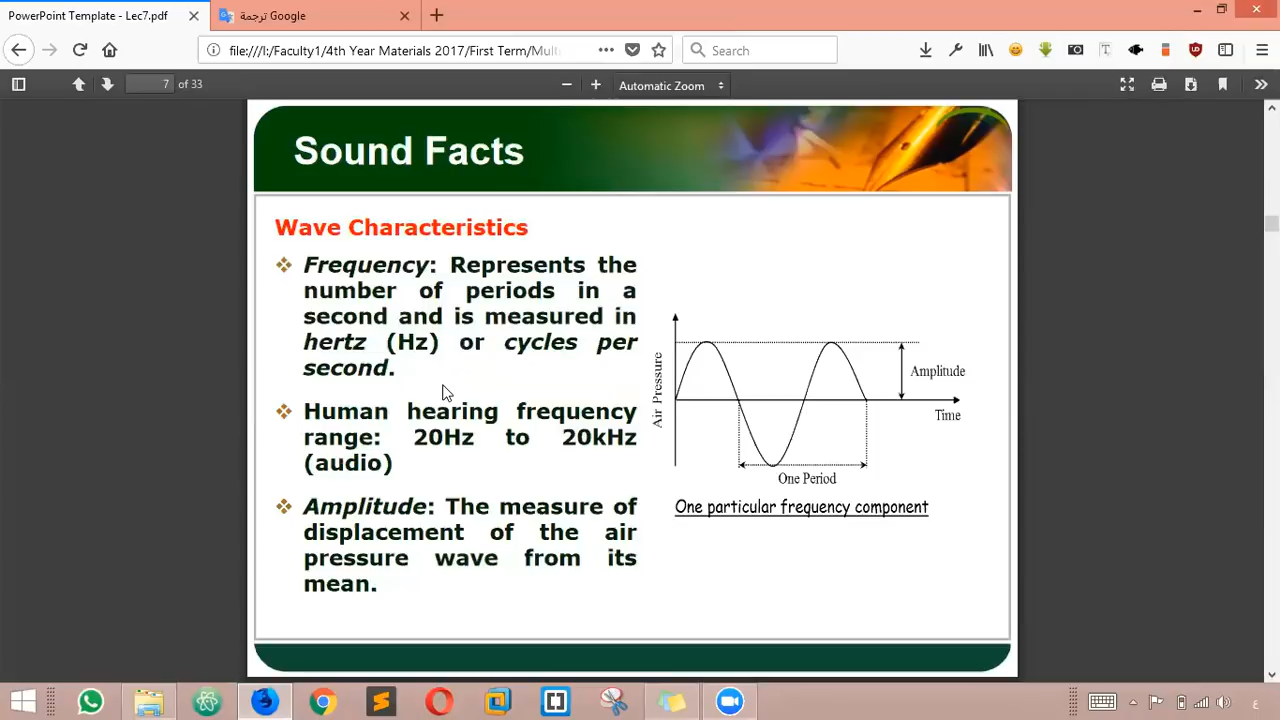 PowerPoint Template - Lec7.pdf
ترجمة Google
file:///I:/Faculty1/4th Year Materials 2017/First Term/Mult
Search
7 of 33
Automatic Zoom
Sound Facts
Wave Characteristics
Frequency: Represents the
number of periods in a
second and is measured in
hertz (Hz) or cycles per
second.
Human hearing frequency
range: 20Hz to 20kHz
(audio)
Amplitude: The measure of
displacement of the air
pressure wave from its
mean.
Air Pressure
Amplitude
Time
One Period
One particular frequency component
ع